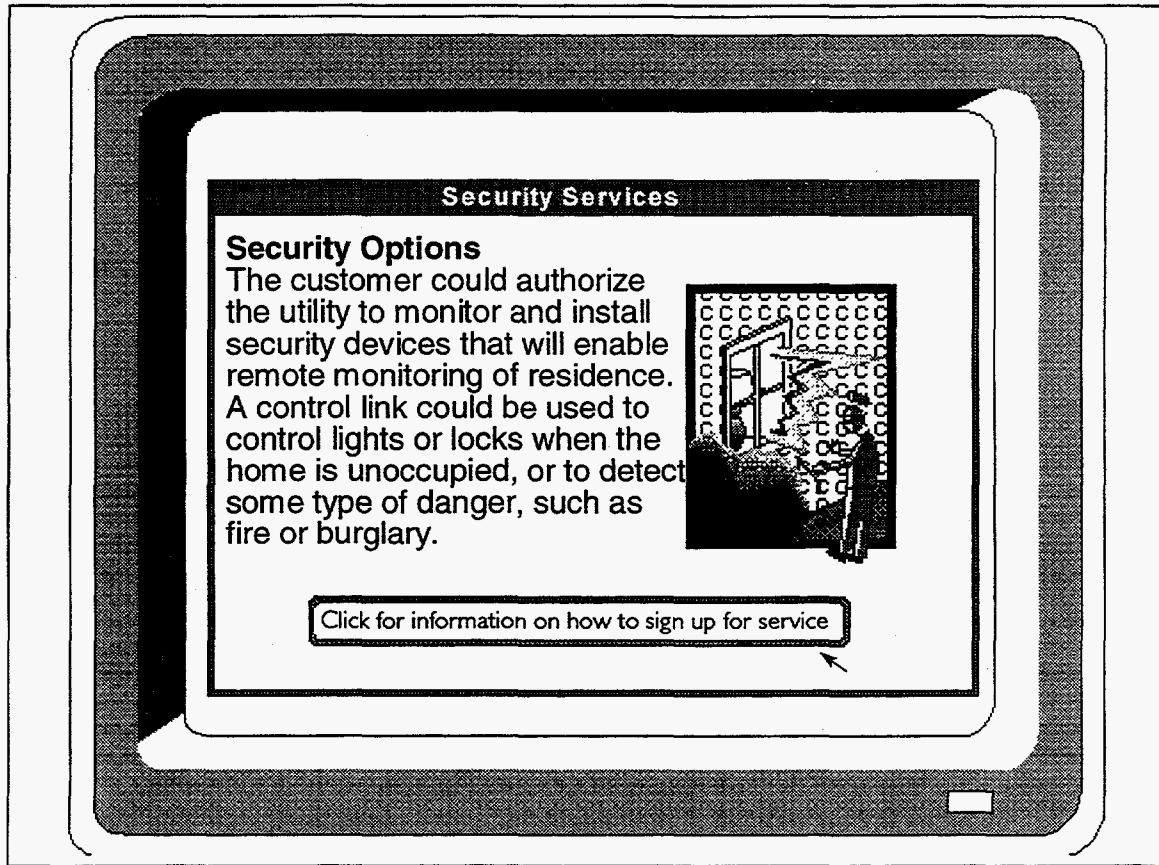 Security Services
Security Options
The customer could authorize
the utility to monitor and install
security devices that will enable
remote monitoring of residence.
A control link could be used to
control lights or locks when the
home is unoccupied, or to detect
some type of danger, such as
fire or burglary.
Click for information on how to sign up for service